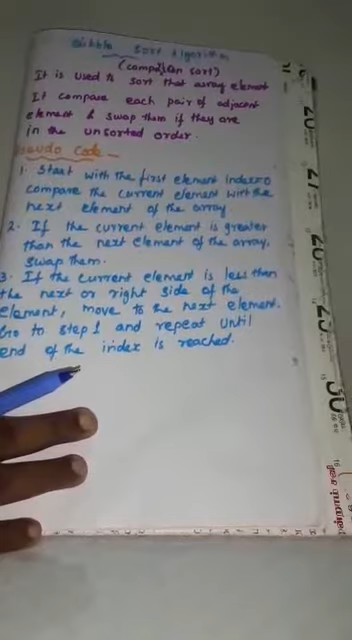 Bubble Sort Algorithm
(comparison sort)
It is used to sort that array element
It compare each pair of adjacent
element & swap them if they are
in the unsorted order.
Pseudo Code -
1. Start with the first element index=0
compare the current element with the
next element of the array.
2. If the current element is greater
than the next element of the array,
swap them.
3. If the current element is less than
the next or right side of the
element, move to the next element.
Go to step 1 and repeat until
end of the index is reached.
30